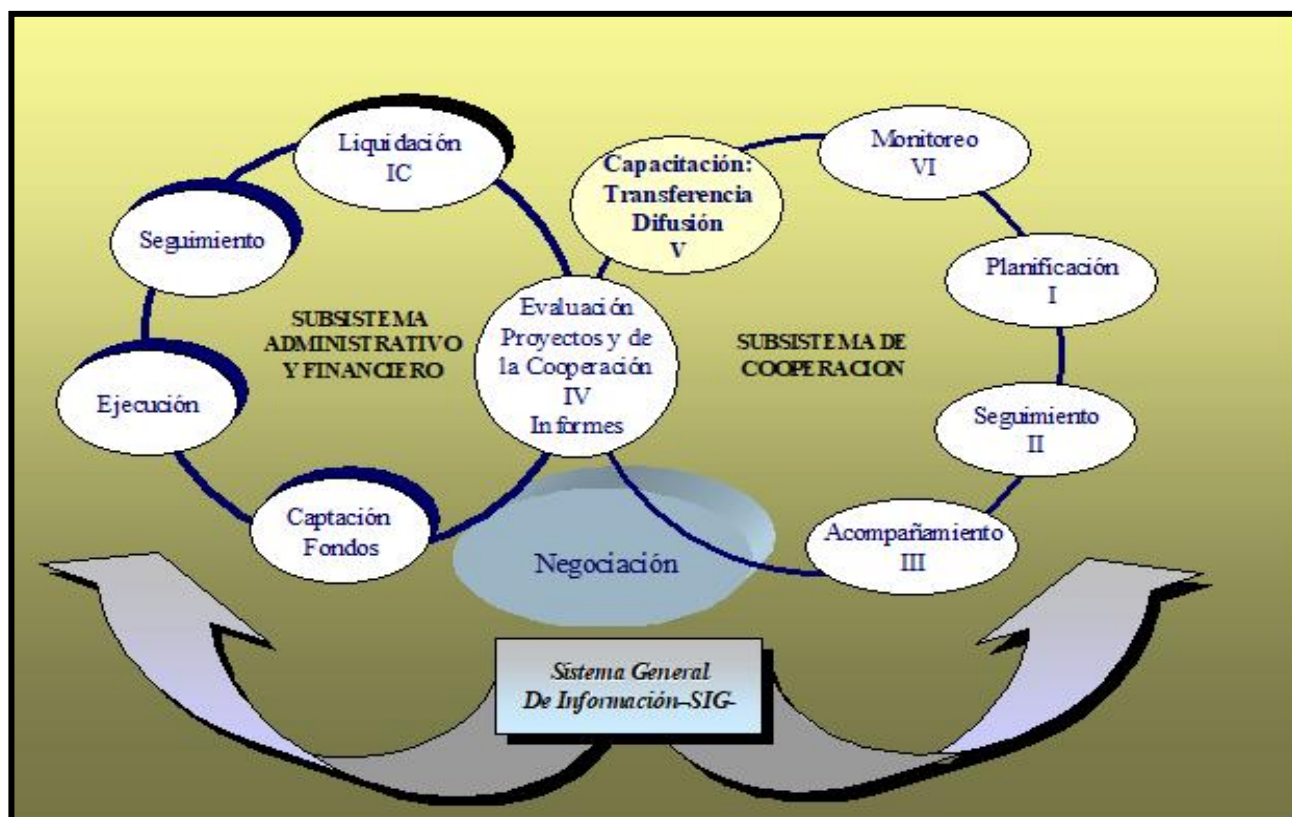 Liquidación
IC
Seguimiento
Ejecución
Captación
Fondos
SUBSISTEMA
ADMINISTRATIVO
Y FINANCIERO
Evaluación
Proyectos y de
la Cooperación
IV
Informes
Capacitación:
Transferencia
Difusión
V
Monitoreo
VI
Planificación
I
SUBSISTEMA DE
COOPERACION
Seguimiento
II
Acompañamiento
III
Negociación
Sistema General
De Información-SIG-